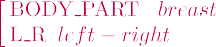 BODY_PART breast
L_R left – right